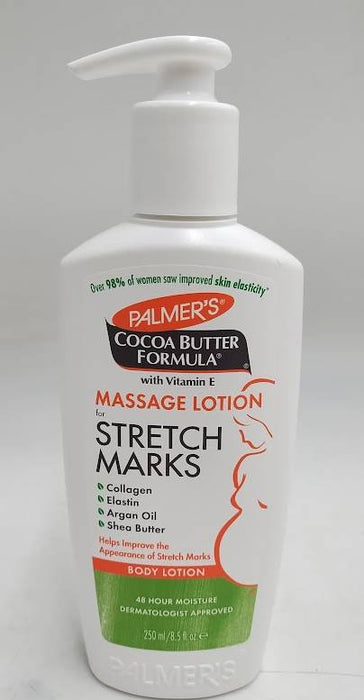 Over 98% of women saw improved skin elasticity*
PALMER'S®
COCOA BUTTER
FORMULA®
with Vitamin E
MASSAGE LOTION
for
STRETCH
MARKS
Collagen
Elastin
Argan Oil
Shea Butter
Helps Improve the
Appearance of Stretch Marks
BODY LOTION
48 HOUR MOISTURE
DERMATOLOGIST APPROVED
250 ml/8.5 fl oz ℮
PALMER'S